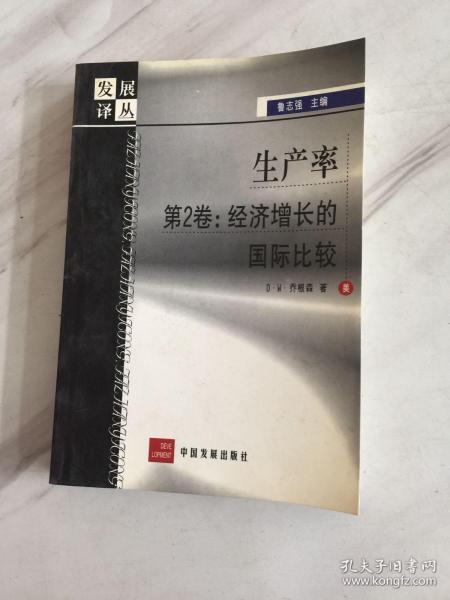 发展
译丛
鲁志强 主编
生产率
第2卷：经济增长的
国际比较
D·W·乔根森 著
美
DEVE
LOPMENT
中国发展出版社
孔夫子旧书网
www.kongfz.com